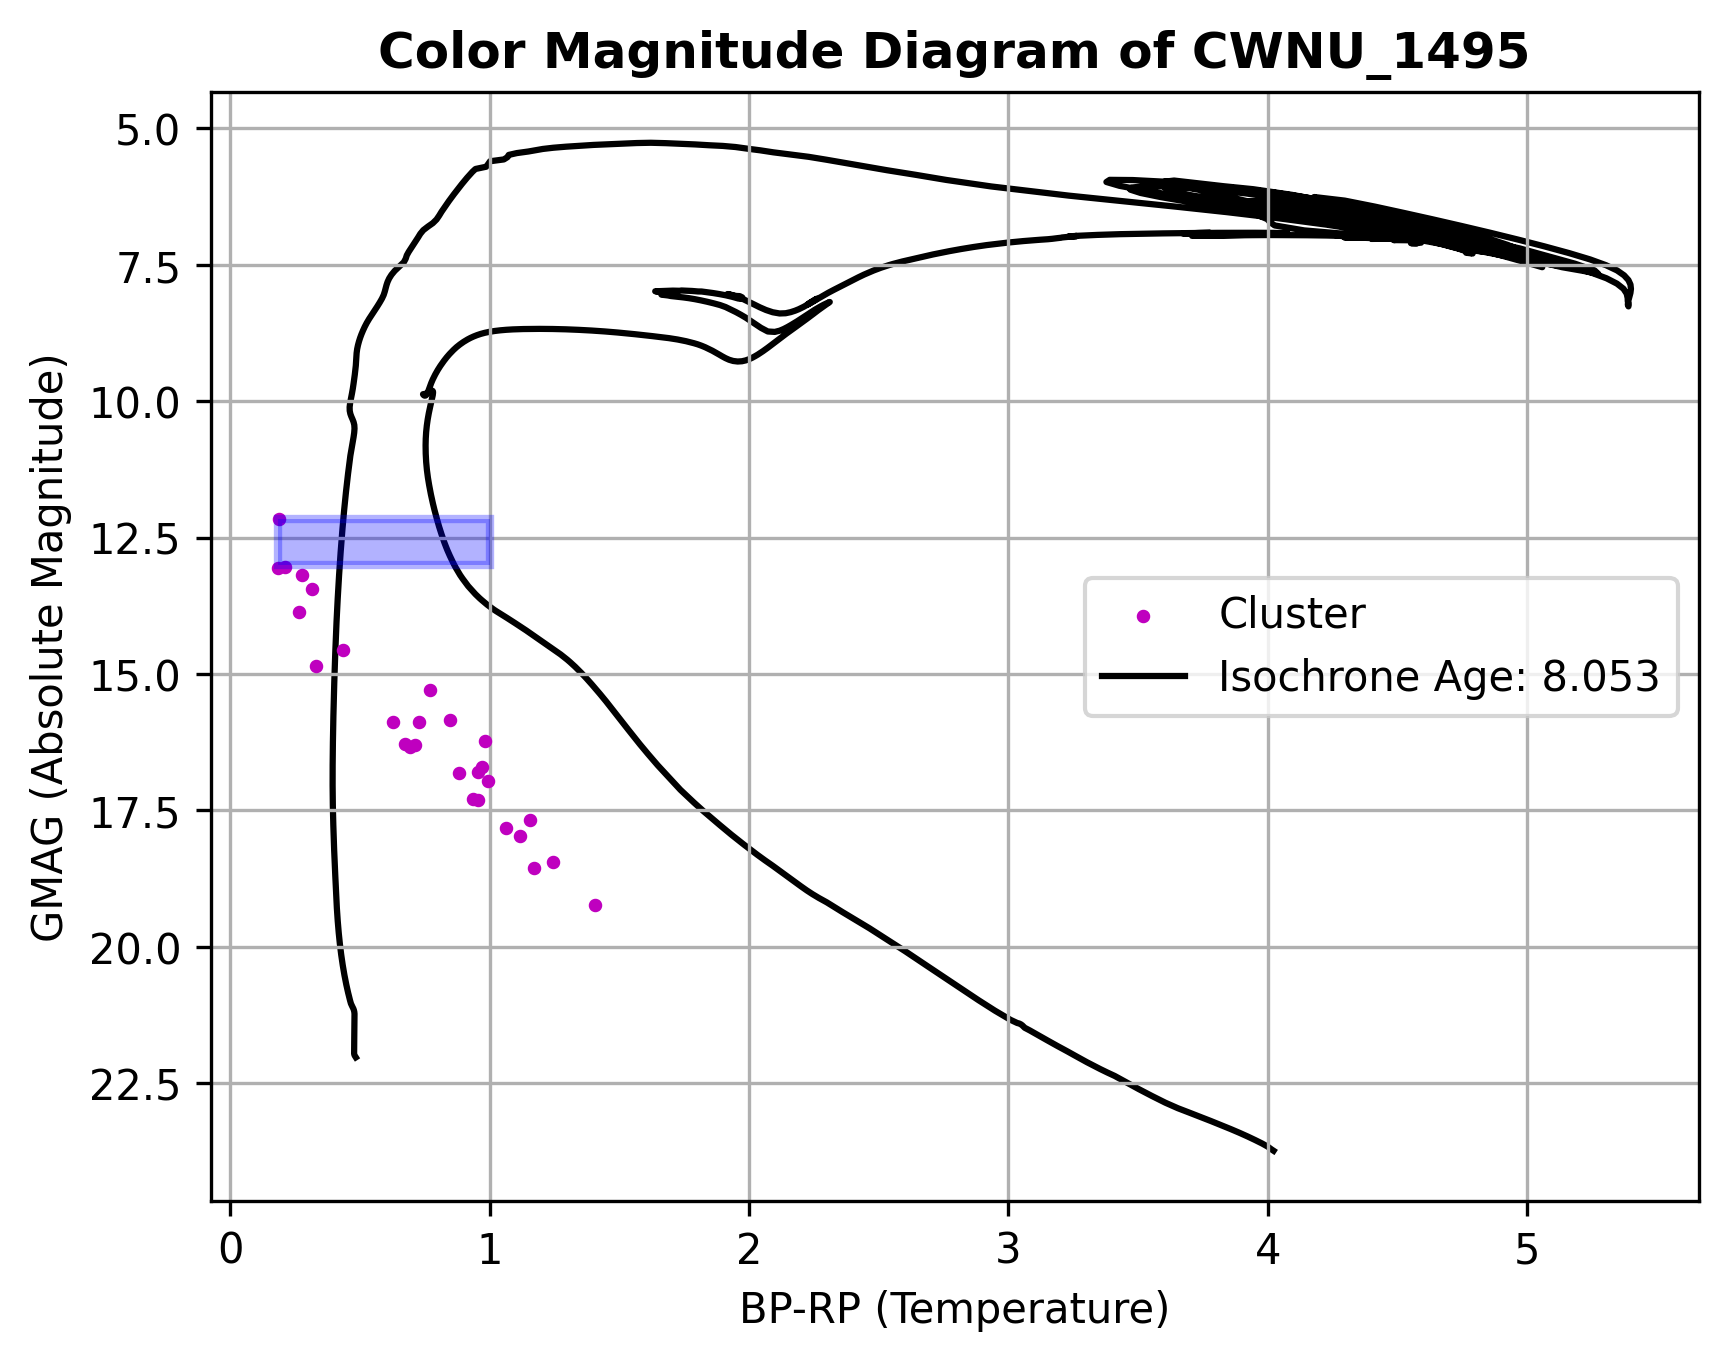 Color Magnitude Diagram of CWNU_1495
GMAG (Absolute Magnitude)
5.0
7.5
10.0
12.5
15.0
17.5
20.0
22.5
Cluster
Isochrone Age: 8.053
0 1 2 3 4 5
BP-RP (Temperature)